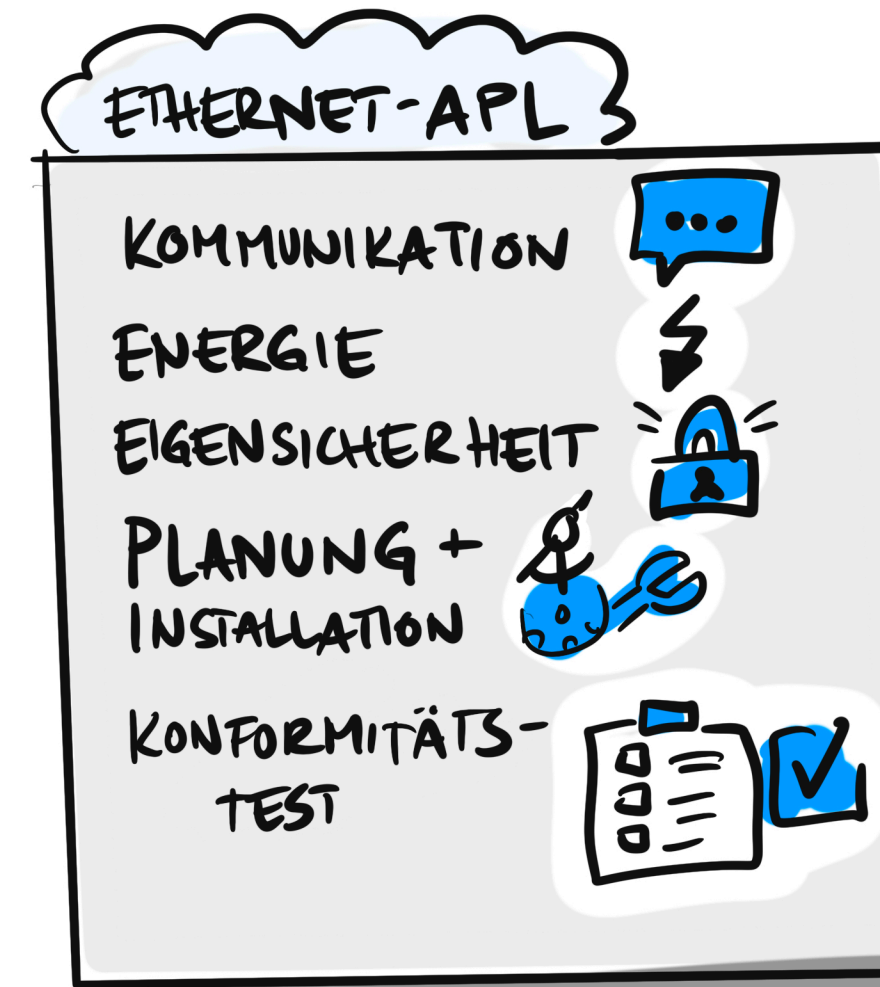 ETHERNET-APL
KOMMUNIKATION
ENERGIE
EIGENSICHERHEIT
PLANUNG +
INSTALLATION
KONFORMITÄTS-
TEST